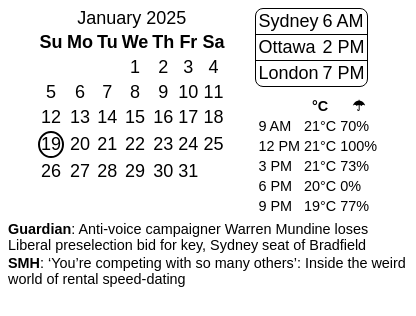 January 2025
Su Mo Tu We Th Fr Sa
1 2 3 4
5 6 7 8 9 10 11
12 13 14 15 16 17 18
19 20 21 22 23 24 25
26 27 28 29 30 31
Sydney 6 AM
Ottawa 2 PM
London 7 PM
°C ☂
9 AM 21°C 70%
12 PM 21°C 100%
3 PM 21°C 73%
6 PM 20°C 0%
9 PM 19°C 77%
Guardian: Anti-voice campaigner Warren Mundine loses
Liberal preselection bid for key, Sydney seat of Bradfield
SMH: ‘You’re competing with so many others’: Inside the weird
world of rental speed-dating